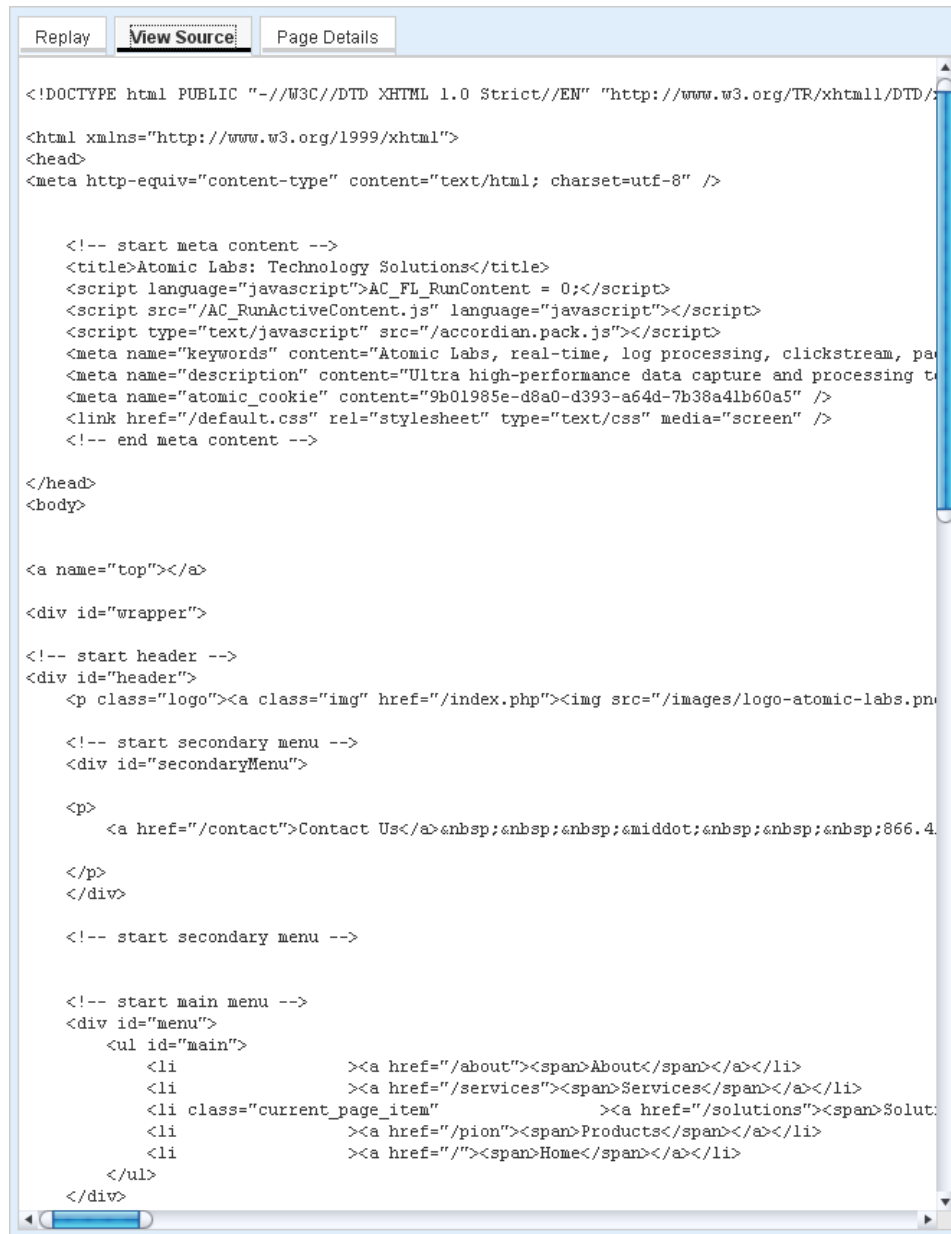 Replay View Source Page Details
<!DOCTYPE html PUBLIC "-//W3C//DTD XHTML 1.0 Strict//EN" "http://www.w3.org/TR/xhtml1/DTD/
<html xmlns="http://www.w3.org/1999/xhtml">
<head>
<meta http-equiv="content-type" content="text/html; charset=utf-8" />
<!-- start meta content -->
<title>Atomic Labs: Technology Solutions</title>
<script language="javascript">AC_FL_RunContent = 0;</script>
<script src="/AC_RunActiveContent.js" language="javascript"></script>
<script type="text/javascript" src="/accordian.pack.js"></script>
<meta name="keywords" content="Atomic Labs, real-time, log processing, clickstream,
<meta name="description" content="Ultra high-performance data capture and processing
<meta name="atomic_cookie" content="9b01985e-d8a0-d393-a64d-7b38a41b60a5" />
<link href="/default.css" rel="stylesheet" type="text/css" media="screen" />
<!-- end meta content -->
</head>
<body>
<a name="top"></a>
<div id="wrapper">
<!-- start header -->
<div id="header">
<p class="logo"><a class="img" href="/index.php"><img src="/images/logo-atomic-labs.pn
<!-- start secondary menu -->
<div id="secondaryMenu">
<p>
<a href="/contact">Contact Us</a>&nbsp;&nbsp;&nbsp;&middot;&nbsp;&nbsp;&nbsp;866.4
</p>
</div>
<!-- start secondary menu -->
<!-- start main menu -->
<div id="menu">
<ul id="main">
<li ><a href="/about"><span>About</span></a></li>
<li ><a href="/services"><span>Services</span></a></li>
<li class="current_page_item" ><a href="/solutions"><span>Solut
<li ><a href="/pion"><span>Products</span></a></li>
<li ><a href="/"><span>Home</span></a></li>
</ul>
</div>